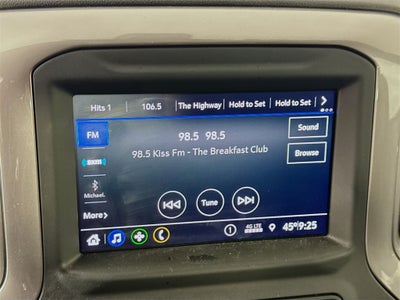 Hits 1 106.5 The Highway Hold to Set Hold to Set
FM 98.5 98.5 Sound
98.5 Kiss Fm - The Breakfast Club Browse
sxm
Michael.
Tune
More>
4G LTE 45° 9:25